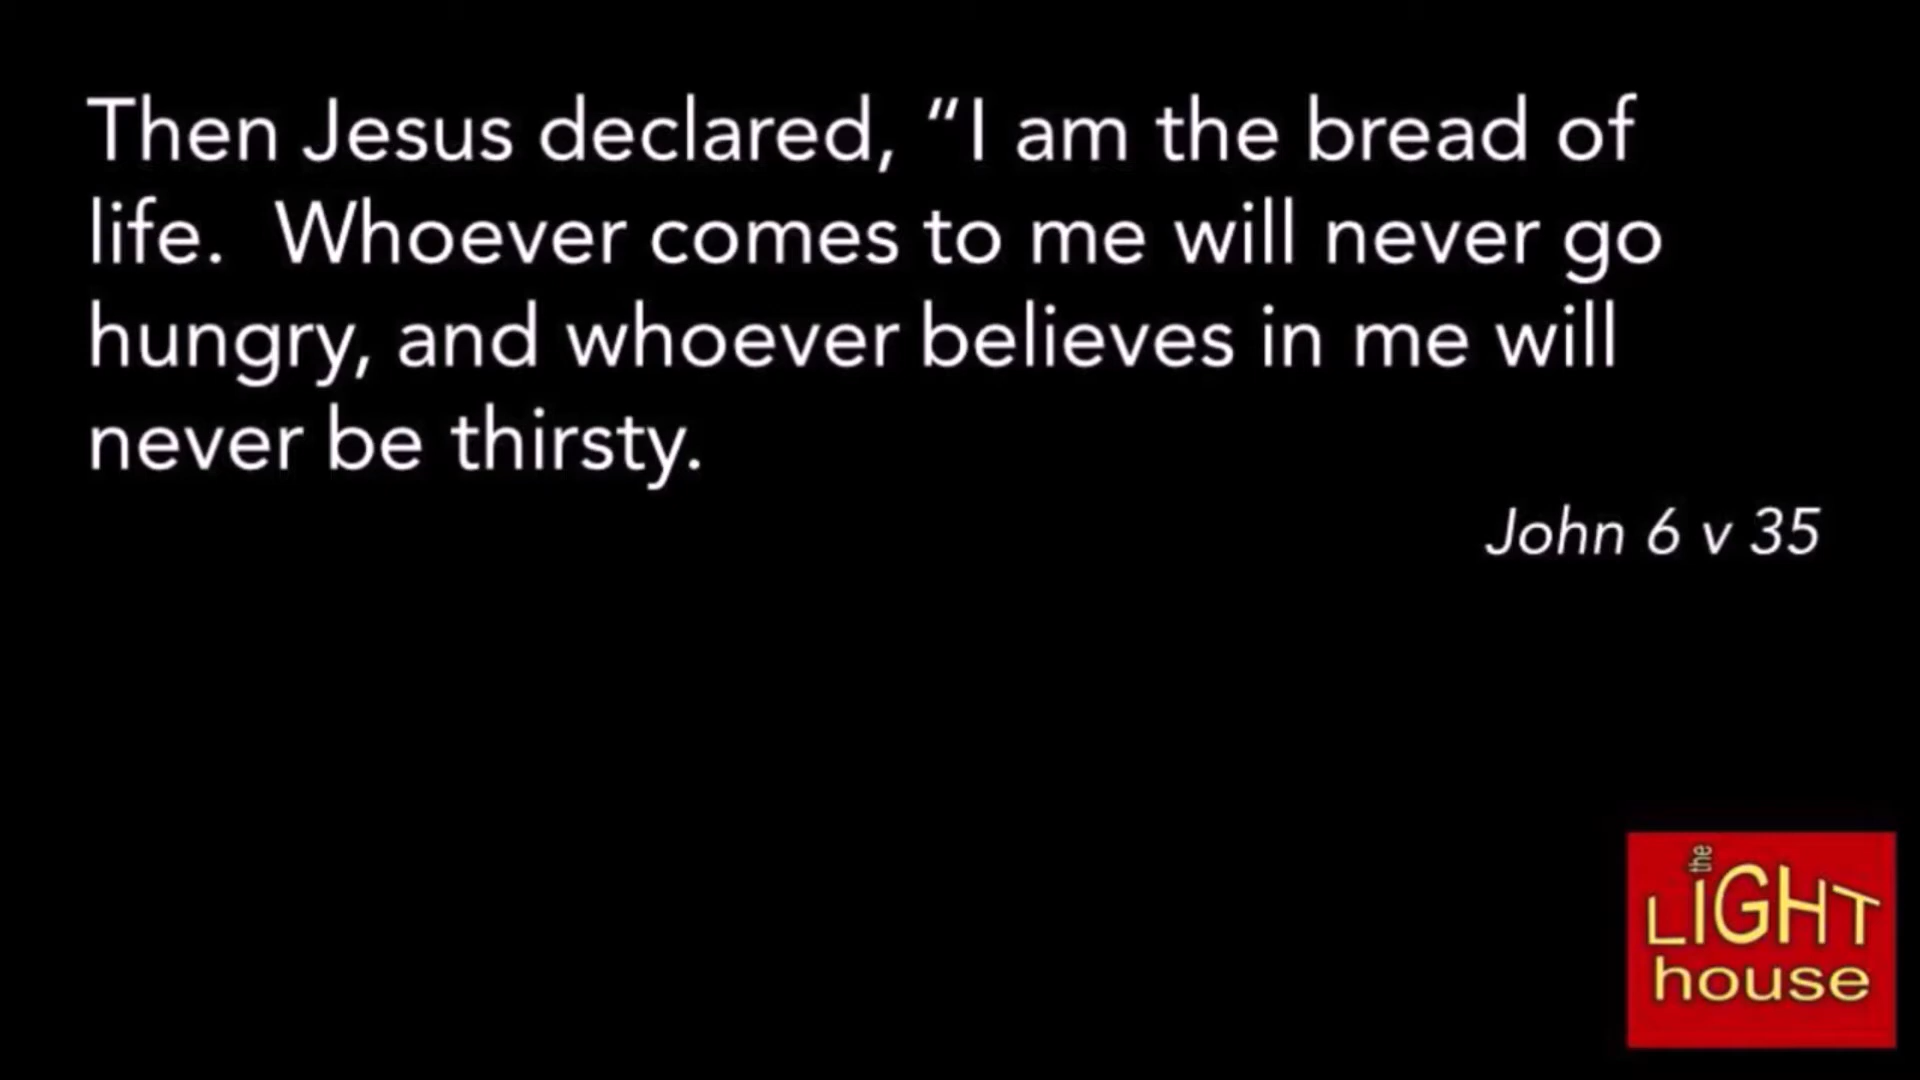 Then Jesus declared, “I am the bread of
life.  Whoever comes to me will never go
hungry, and whoever believes in me will
never be thirsty.
John 6 v 35
the
LIGHT
house